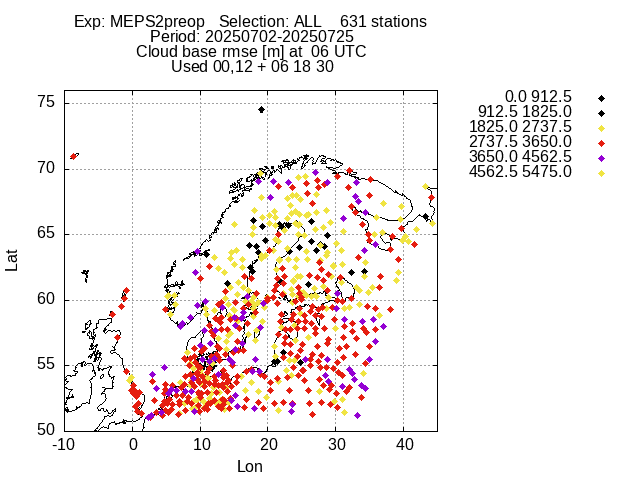 Exp: MEPS2preop   Selection: ALL    631 stations
Period: 20250702-20250725
Cloud base rmse [m] at  06 UTC
Used 00,12 + 06 18 30
0.0 912.5
912.5 1825.0
1825.0 2737.5
2737.5 3650.0
3650.0 4562.5
4562.5 5475.0
75
70
65
60
55
50
Lat
-10 0 10 20 30 40
Lon